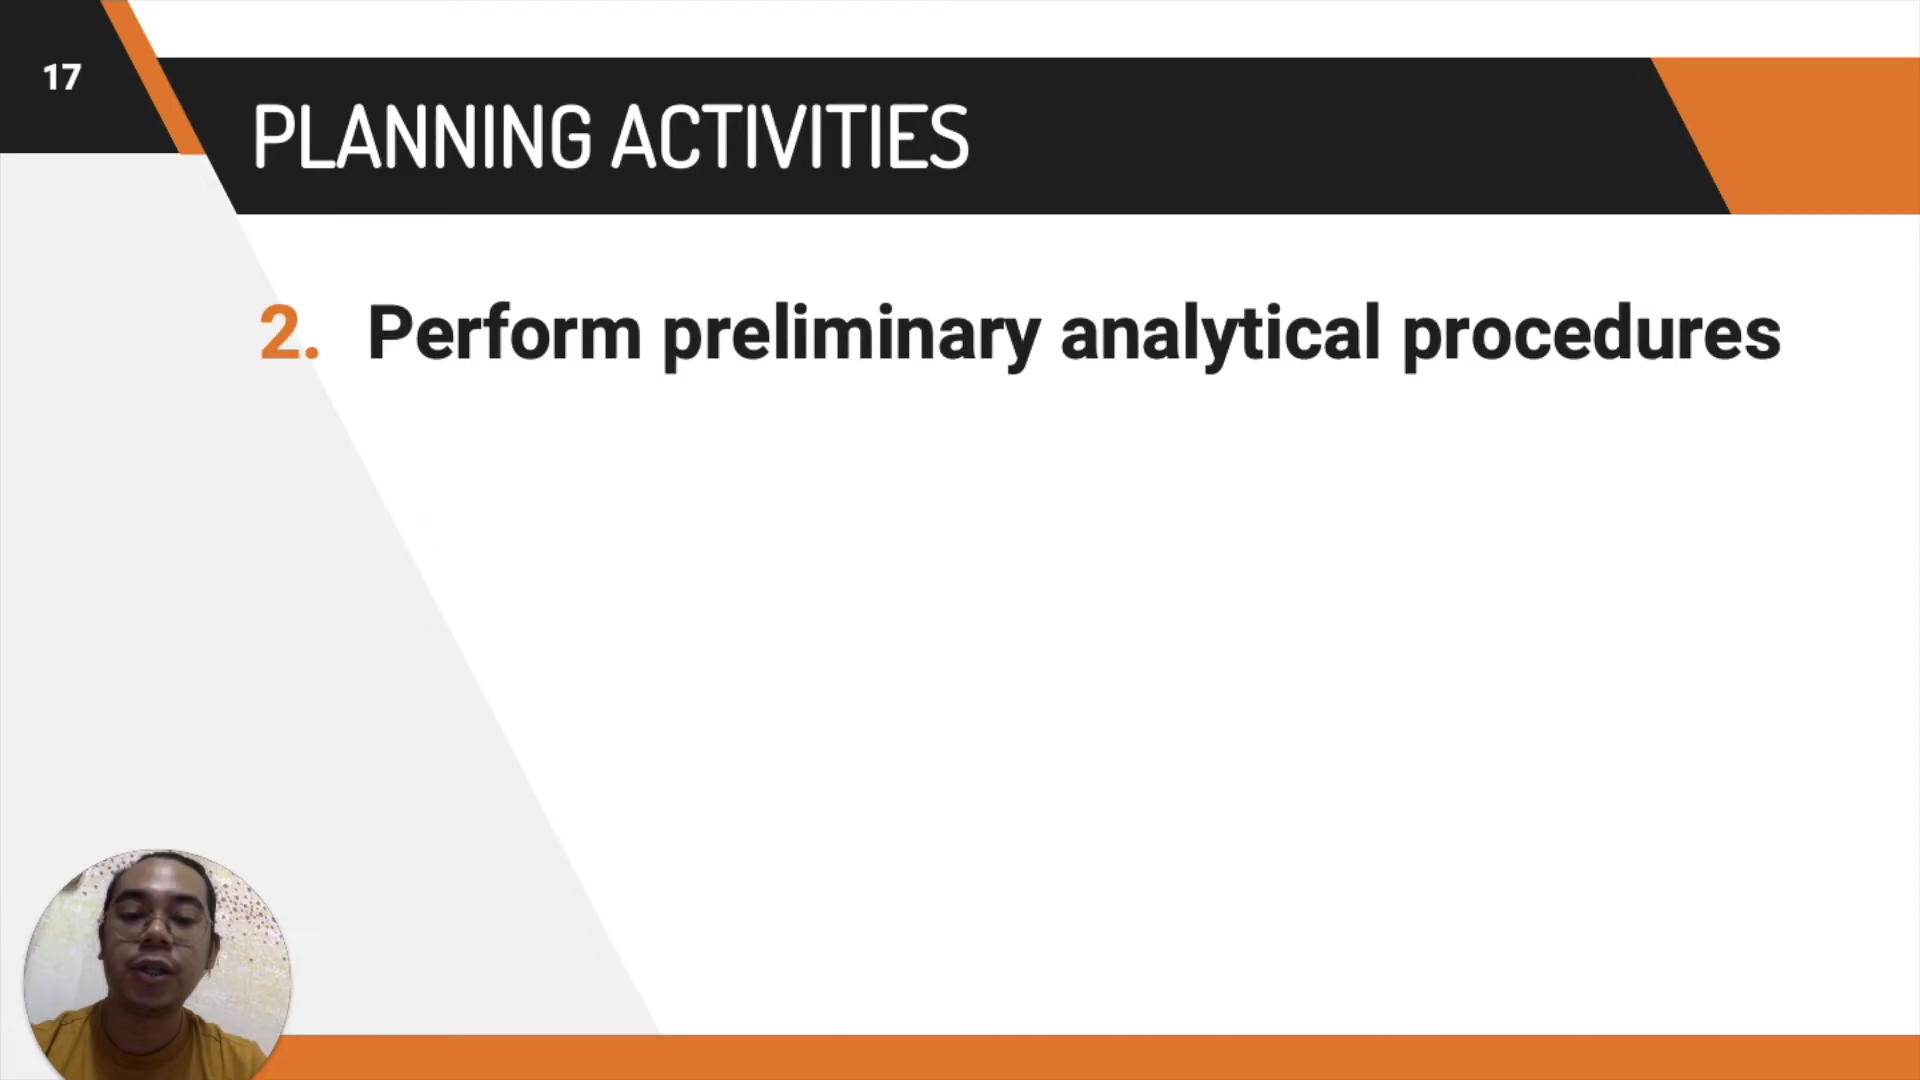 17
PLANNING ACTIVITIES
2. Perform preliminary analytical procedures